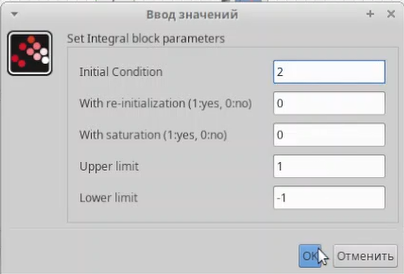 Ввод значений
Set Integral block parameters
Initial Condition 2
With re-initialization (1:yes, 0:no) 0
With saturation (1:yes, 0:no) 0
Upper limit 1
Lower limit -1
OK Отменить